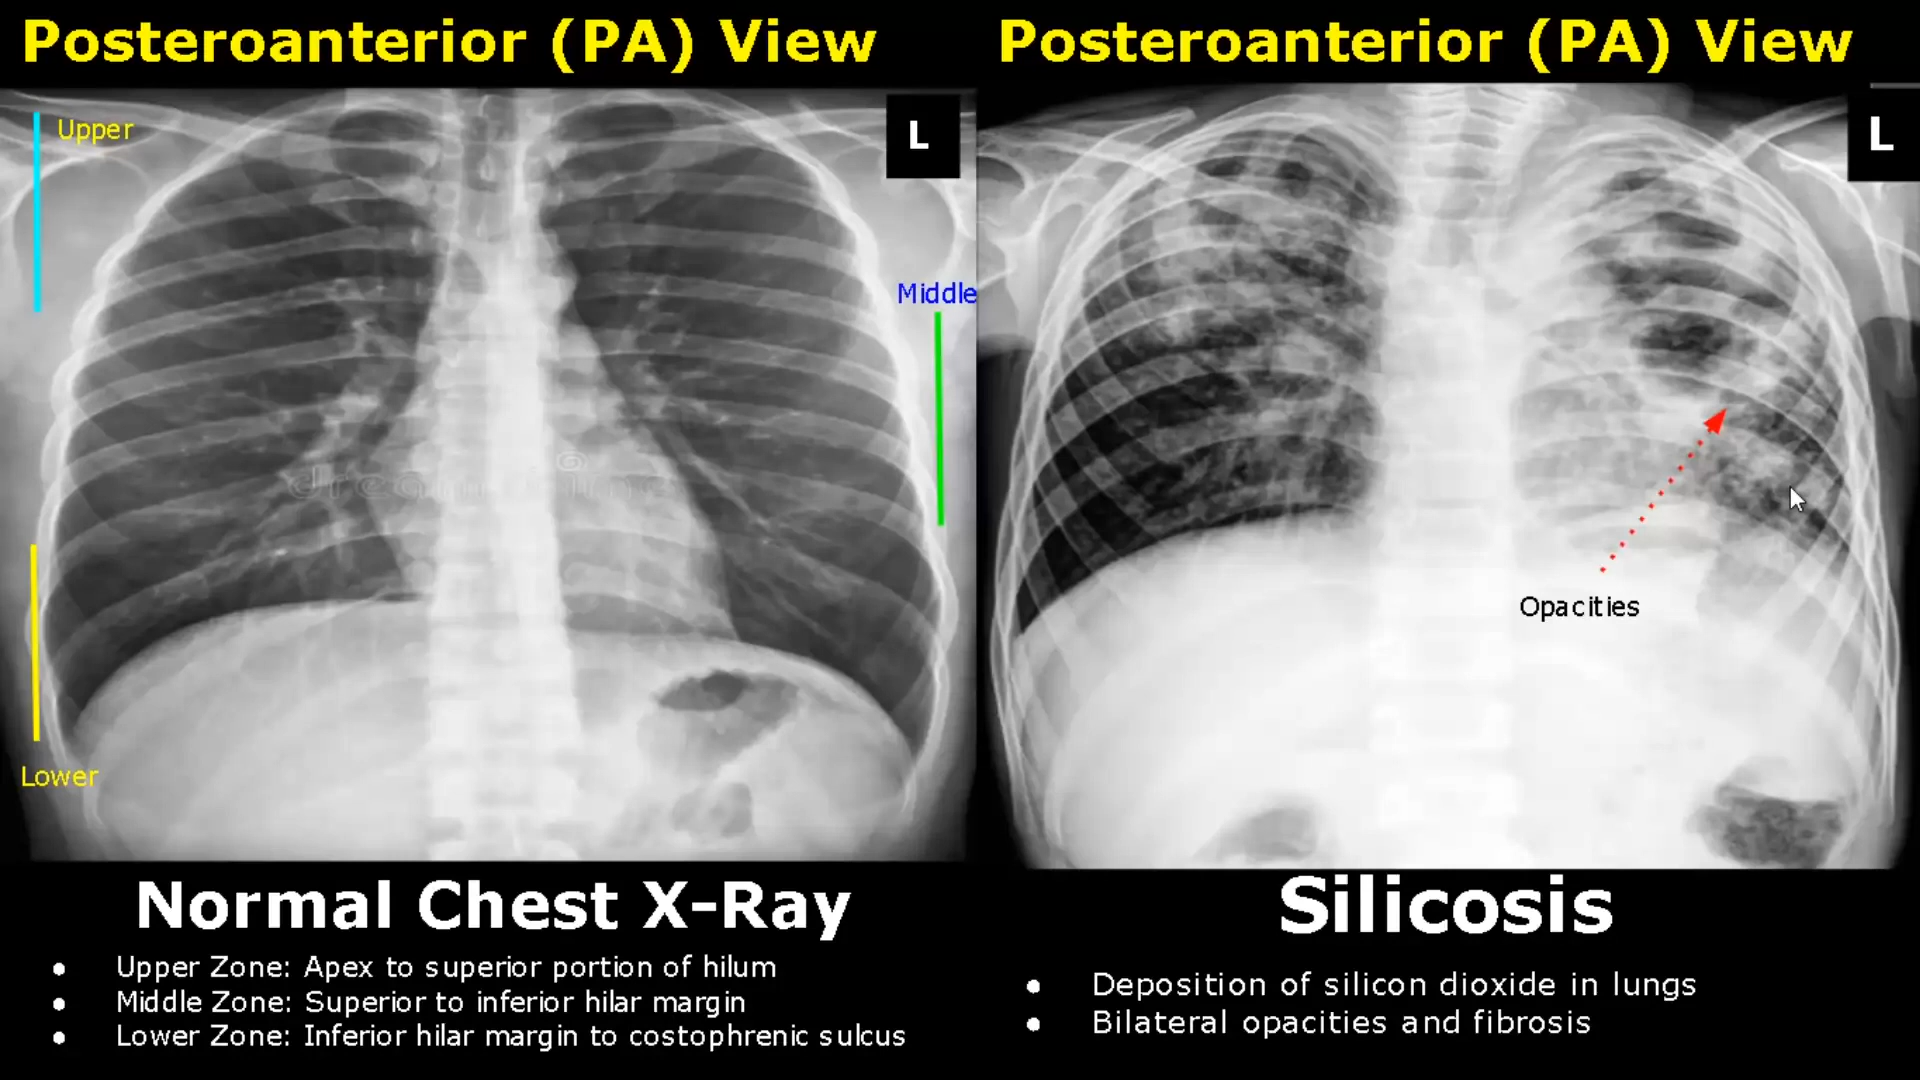 Posteroanterior (PA) View
Upper
L
Middle
dreamstime
Lower
Normal Chest X-Ray
• Upper Zone: Apex to superior portion of hilum
• Middle Zone: Superior to inferior hilar margin
• Lower Zone: Inferior hilar margin to costophrenic sulcus
Posteroanterior (PA) View
L
Opacities
Silicosis
• Deposition of silicon dioxide in lungs
• Bilateral opacities and fibrosis